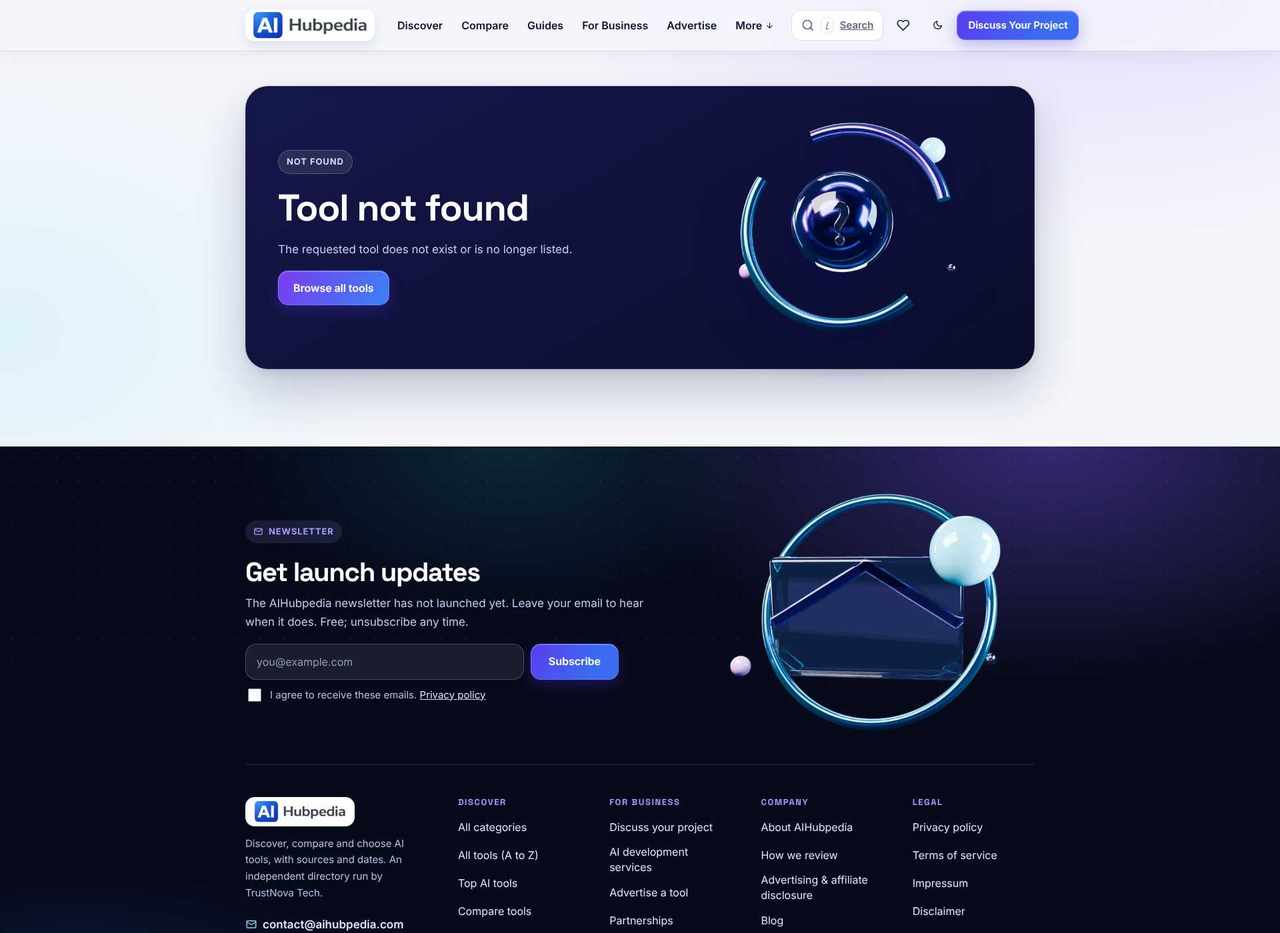 AI Hubpedia
Discover
Compare
Guides
For Business
Advertise
More ↓
/
Search
Discuss Your Project
NOT FOUND
Tool not found
The requested tool does not exist or is no longer listed.
Browse all tools
?
NEWSLETTER
Get launch updates
The AIHubpedia newsletter has not launched yet. Leave your email to hear
when it does. Free; unsubscribe any time.
you@example.com
Subscribe
I agree to receive these emails. Privacy policy
AI Hubpedia
Discover, compare and choose AI
tools, with sources and dates. An
independent directory run by
TrustNova Tech.
contact@aihubpedia.com
DISCOVER
All categories
All tools (A to Z)
Top AI tools
Compare tools
FOR BUSINESS
Discuss your project
AI development
services
Advertise a tool
Partnerships
COMPANY
About AIHubpedia
How we review
Advertising & affiliate
disclosure
Blog
LEGAL
Privacy policy
Terms of service
Impressum
Disclaimer